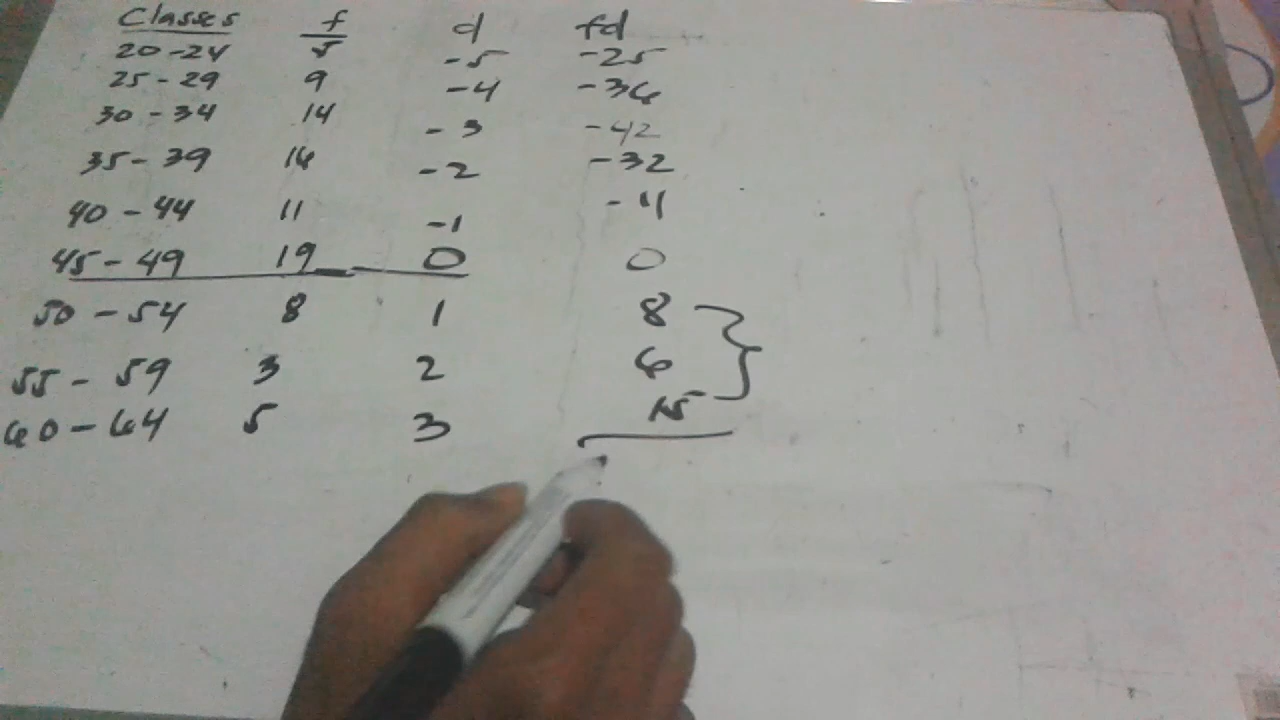 Classes f d fd
20-24 5 -5 -25
25-29 9 -4 -36
30-34 14 -3 -42
35-39 16 -2 -32
40-44 11 -1 -11
45-49 19 0 0
50-54 8 1 8
55-59 3 2 6
60-64 5 3 15